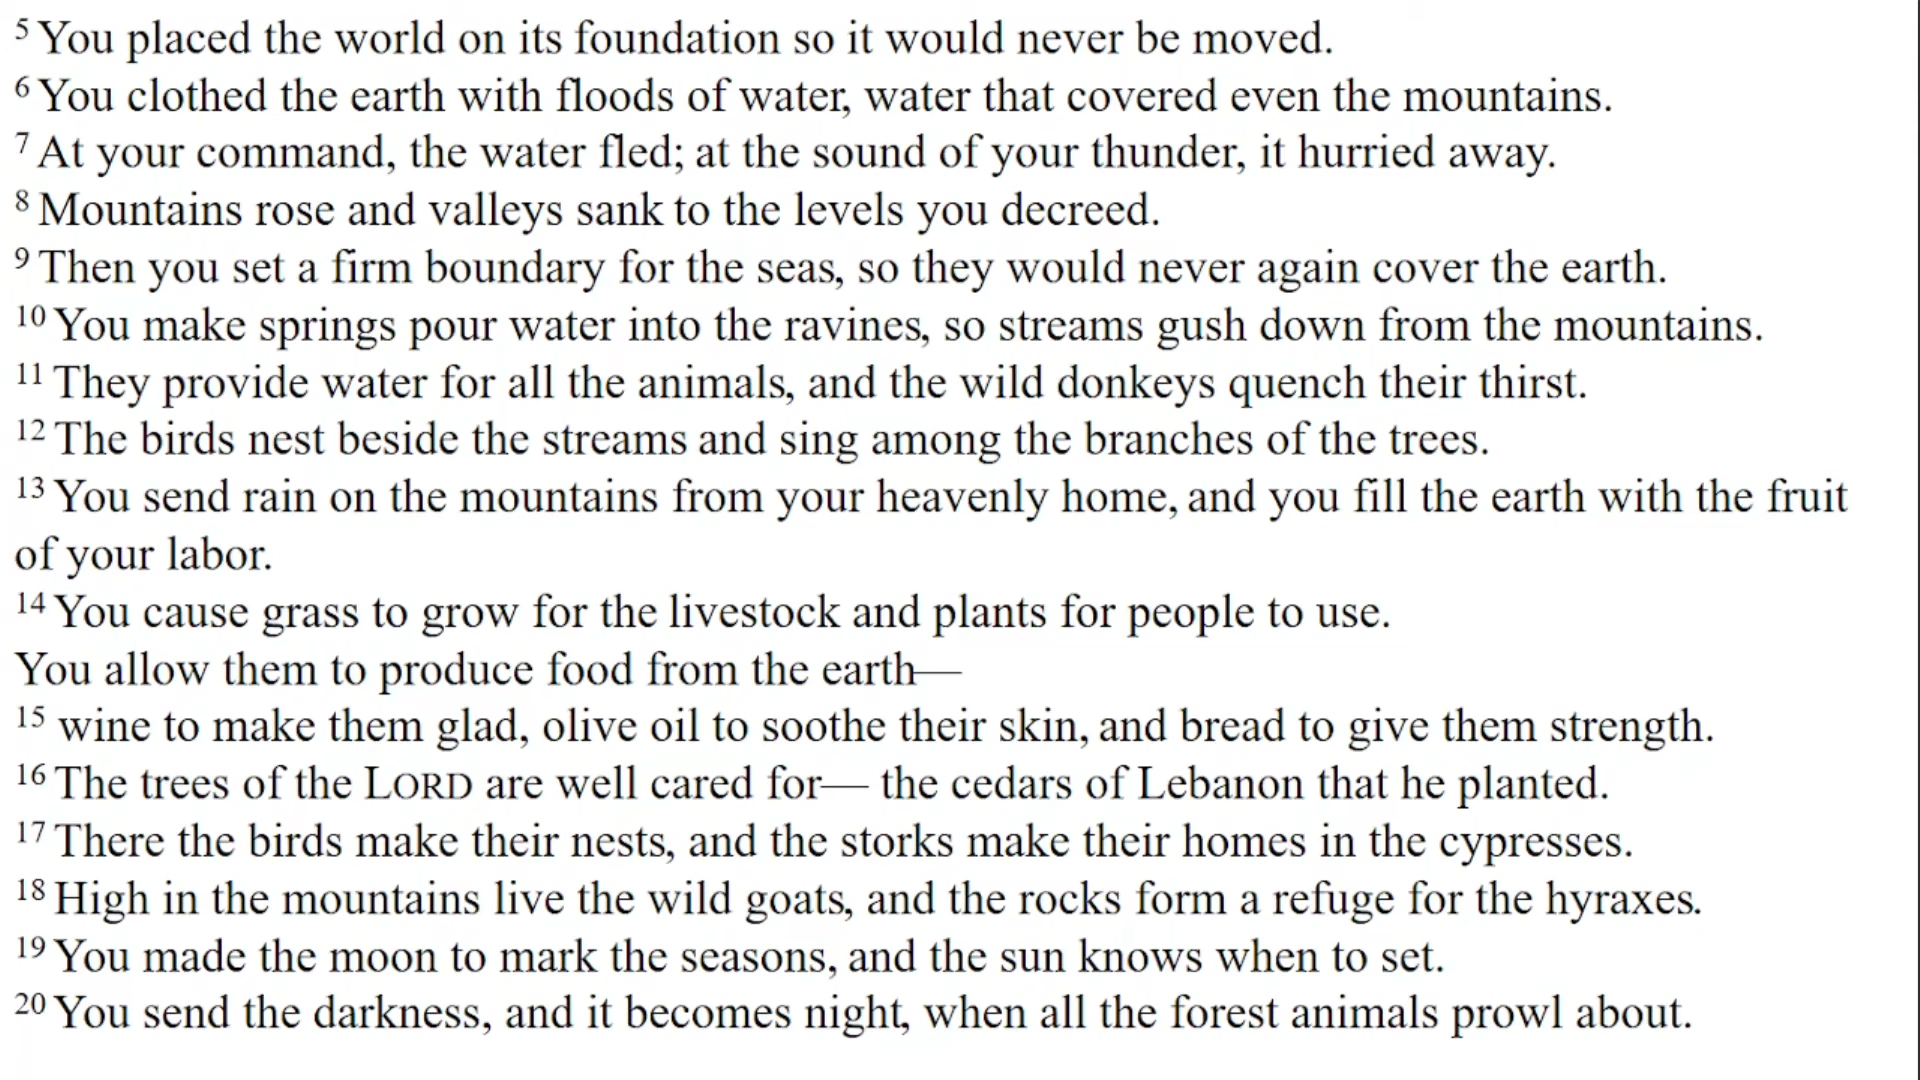 5 You placed the world on its foundation so it would never be moved.
6 You clothed the earth with floods of water, water that covered even the mountains.
7 At your command, the water fled; at the sound of your thunder, it hurried away.
8 Mountains rose and valleys sank to the levels you decreed.
9 Then you set a firm boundary for the seas, so they would never again cover the earth.
10 You make springs pour water into the ravines, so streams gush down from the mountains.
11 They provide water for all the animals, and the wild donkeys quench their thirst.
12 The birds nest beside the streams and sing among the branches of the trees.
13 You send rain on the mountains from your heavenly home, and you fill the earth with the fruit
of your labor.
14 You cause grass to grow for the livestock and plants for people to use.
You allow them to produce food from the earth—
15 wine to make them glad, olive oil to soothe their skin, and bread to give them strength.
16 The trees of the LORD are well cared for— the cedars of Lebanon that he planted.
17 There the birds make their nests, and the storks make their homes in the cypresses.
18 High in the mountains live the wild goats, and the rocks form a refuge for the hyraxes.
19 You made the moon to mark the seasons, and the sun knows when to set.
20 You send the darkness, and it becomes night, when all the forest animals prowl about.